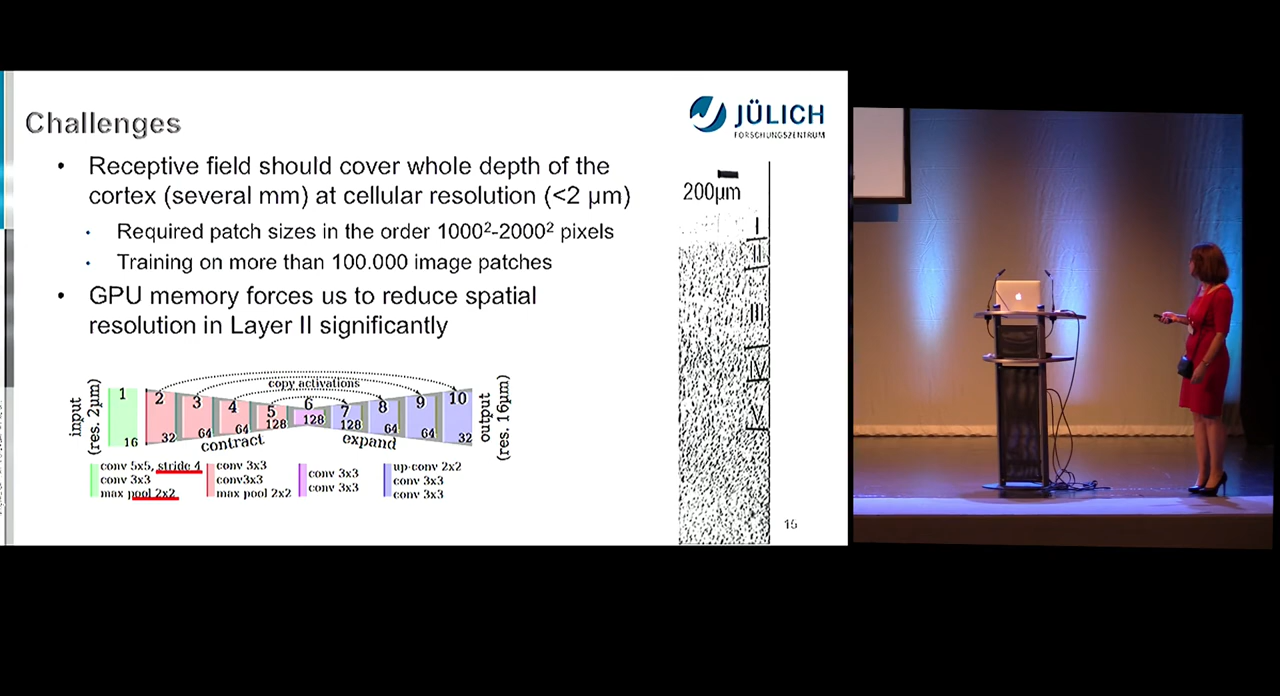 Challenges
JÜLICH
FORSCHUNGSZENTRUM
• Receptive field should cover whole depth of the
cortex (several mm) at cellular resolution (<2 μm)
• Required patch sizes in the order 1000²-2000² pixels
• Training on more than 100.000 image patches
• GPU memory forces us to reduce spatial
resolution in Layer II significantly
200μm
I
II
III
IV
V
copy activations
input
(res. 2μm)
1 2 3 4 5 6 7 8 9 10
16 32 64 64 128 128 128 64 64 32
contract
expand
output
(res. 16μm)
conv 5x5, stride 4
conv 3x3
max pool 2x2
conv 3x3
conv3x3
max pool 2x2
conv 3x3
conv 3x3
up-conv 2x2
conv 3x3
conv 3x3
15